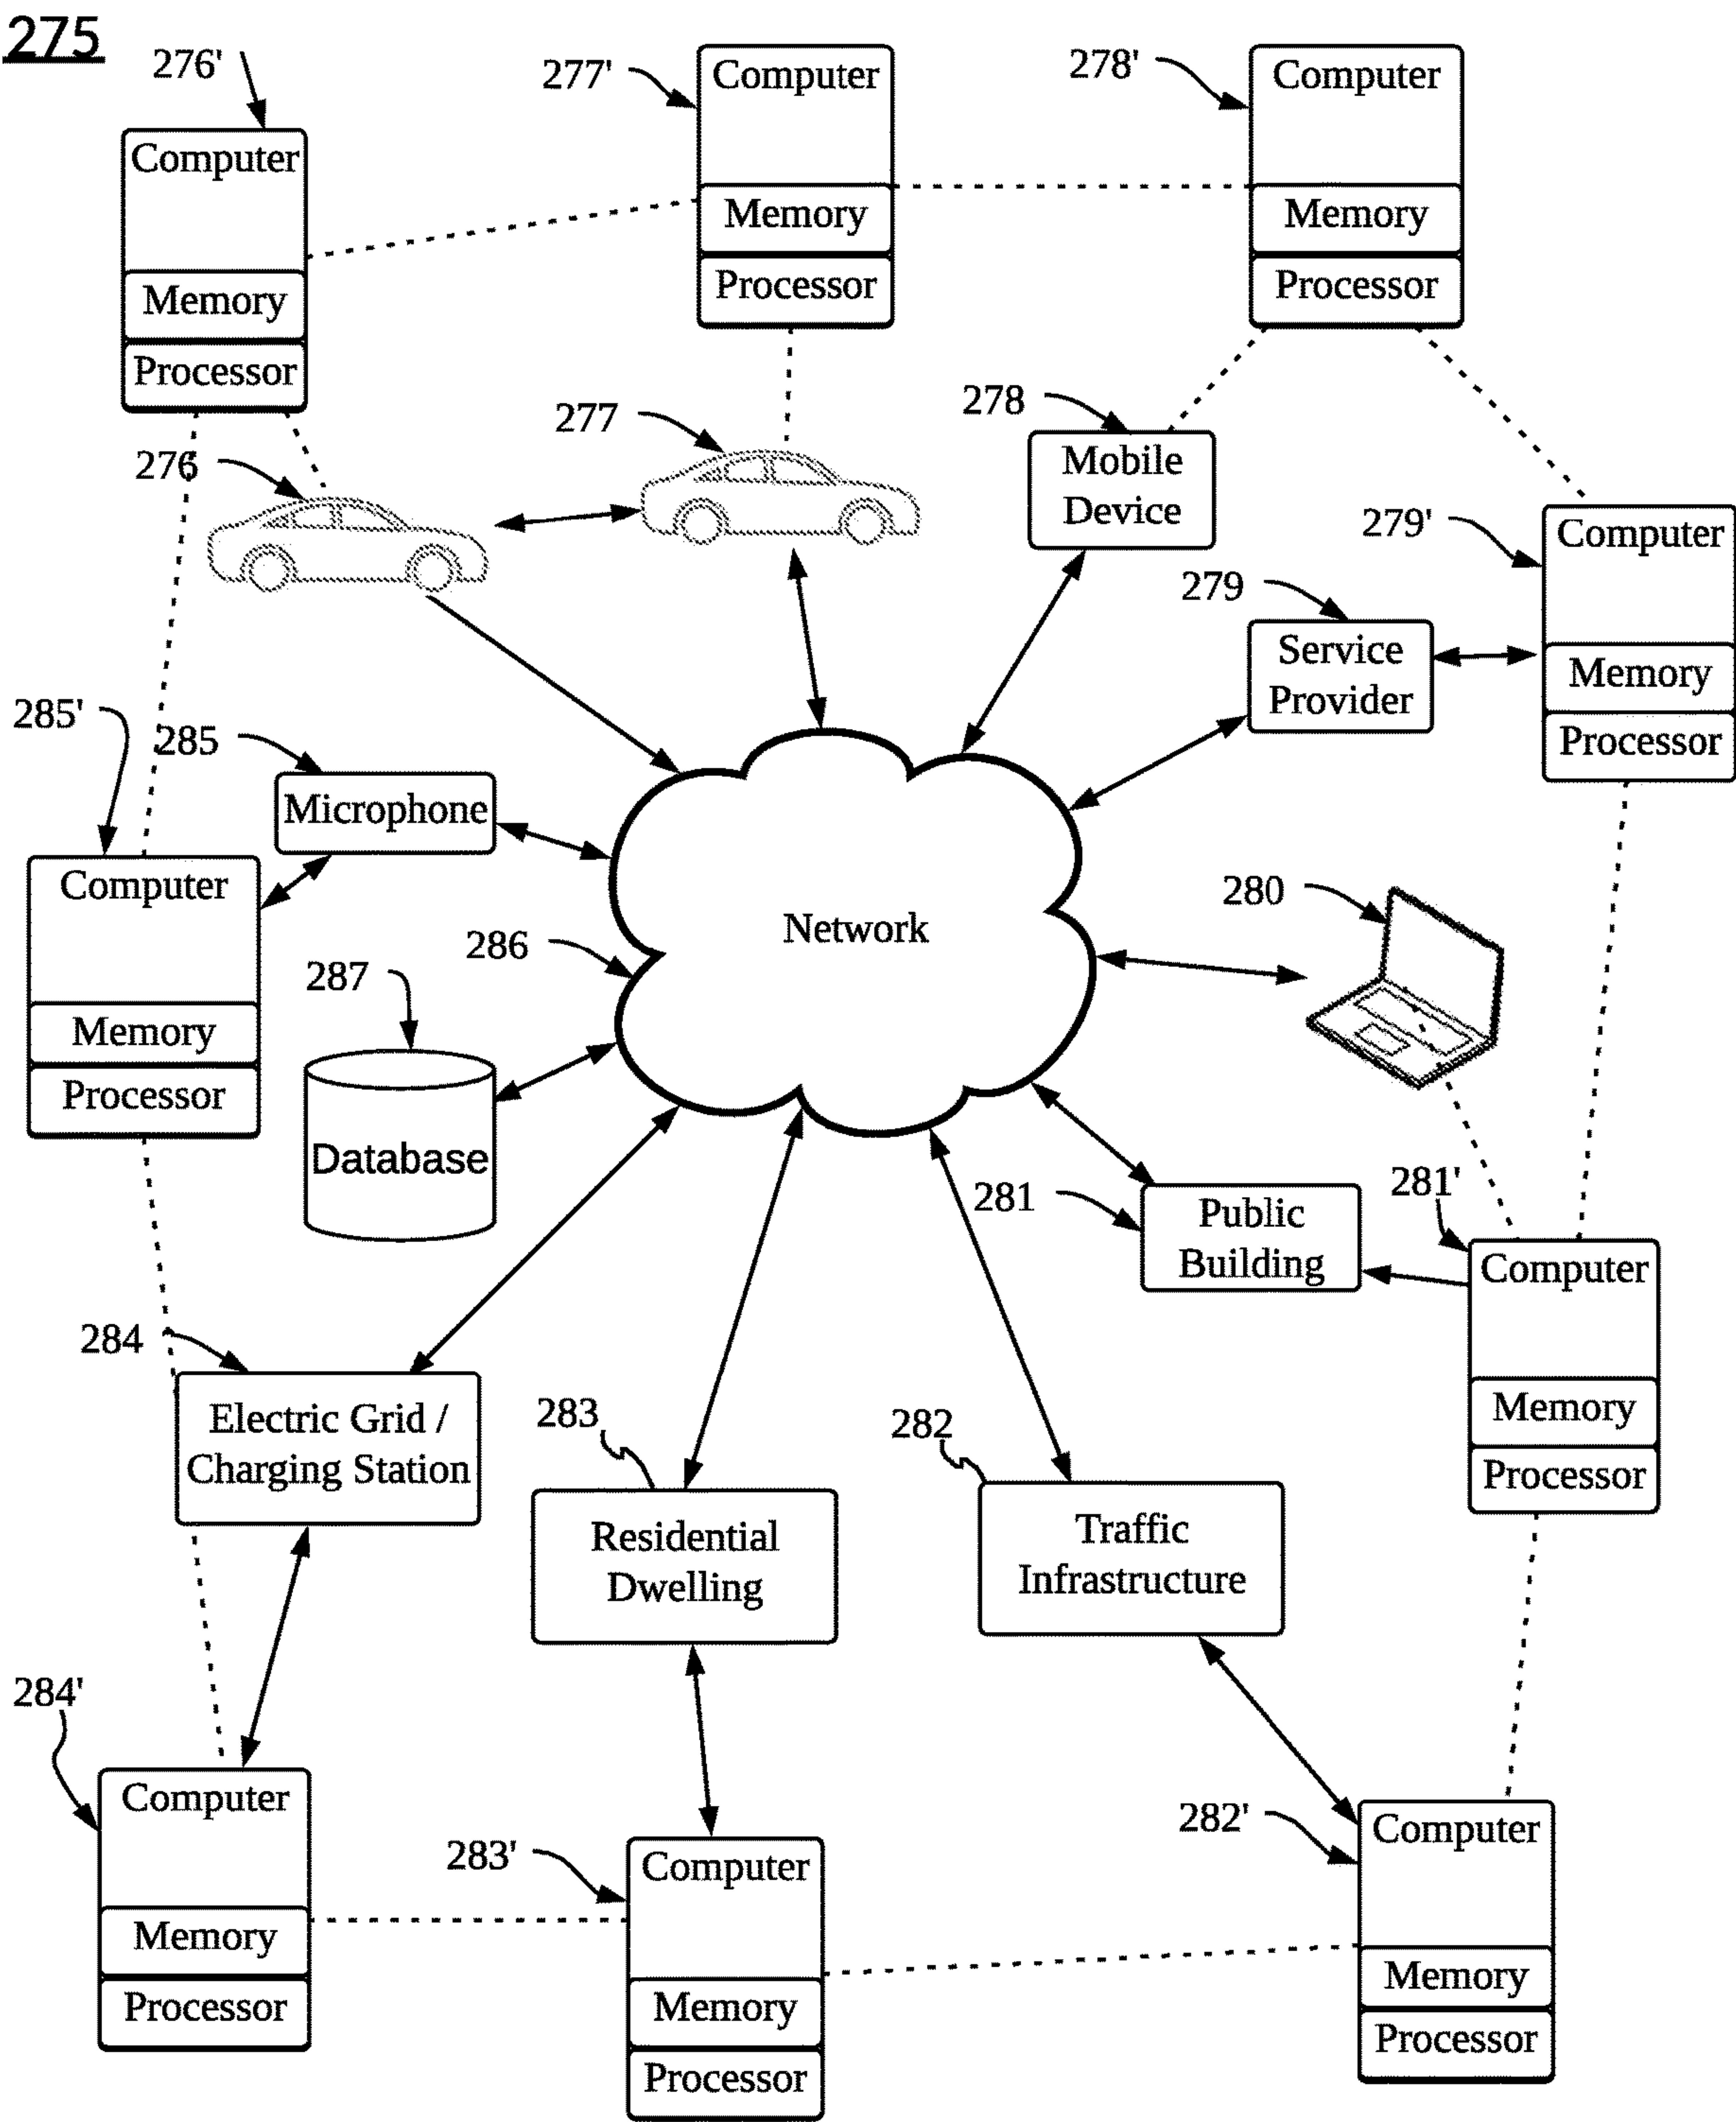 275
276'
277'
278'
Computer
Memory
Processor
Computer
Memory
Processor
Computer
Memory
Processor
276
277
278
Mobile
Device
279'
Computer
Memory
Processor
279
Service
Provider
285'
285
Microphone
Computer
Memory
Processor
286
Network
280
287
Database
281
Public
Building
281'
Computer
Memory
Processor
284
Electric Grid /
Charging Station
283
Residential
Dwelling
282
Traffic
Infrastructure
284'
Computer
Memory
Processor
283'
Computer
Memory
Processor
282'
Computer
Memory
Processor